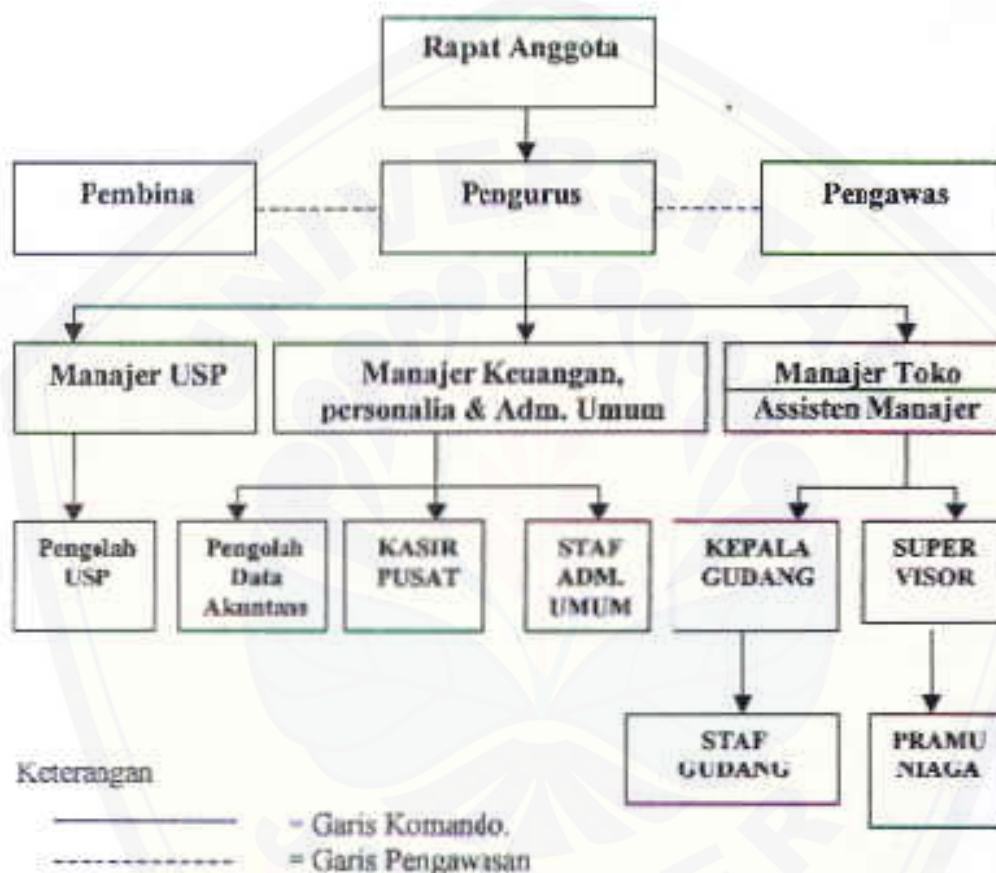 Rapat Anggota
Pembina
Pengurus
Pengawas
Manajer USP
Manajer Keuangan,
personalia & Adm. Umum
Manajer Toko
Assisten Manajer
Pengolah
USP
Pengolah
Data
Akuntans
KASIR
PUSAT
STAF
ADM.
UMUM
KEPALA
GUDANG
SUPER
VISOR
STAF
GUDANG
PRAMU
NIAGA
Keterangan
= Garis Komando.
= Garis Pengawasan
UNIVERSITA